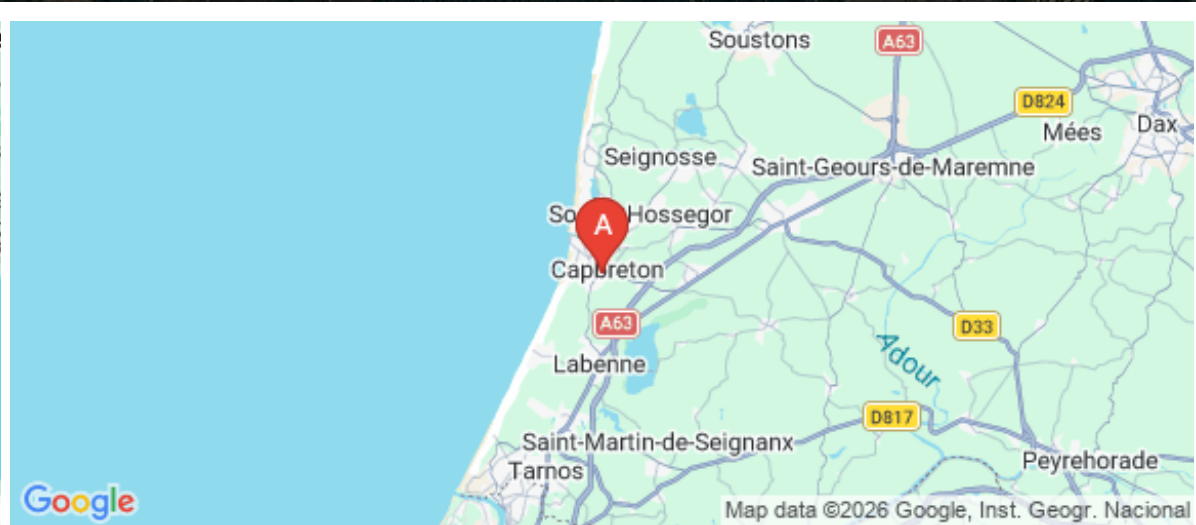 Soustons
A63
D824
Mées
Dax
Seignosse
Saint-Geours-de-Maremne
A
Hossegor
Capbreton
A63
D33
Labenne
Adour
D817
Saint-Martin-de-Seignanx
Tarnos
Peyrehorade
Google
Map data ©2026 Google, Inst. Geogr. Nacional